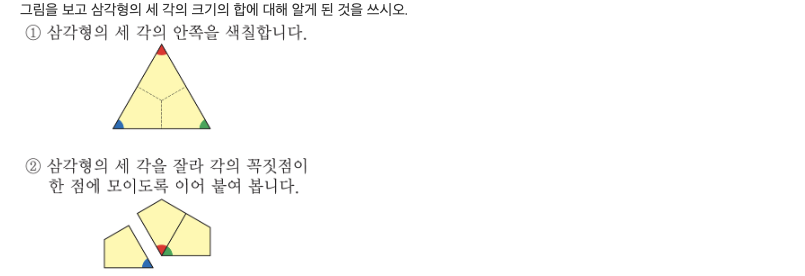 그림을 보고 삼각형의 세 각의 크기의 합에 대해 알게 된 것을 쓰시오.
① 삼각형의 세 각의 안쪽을 색칠합니다.
② 삼각형의 세 각을 잘라 각의 꼭짓점이
한 점에 모이도록 이어 붙여 봅니다.